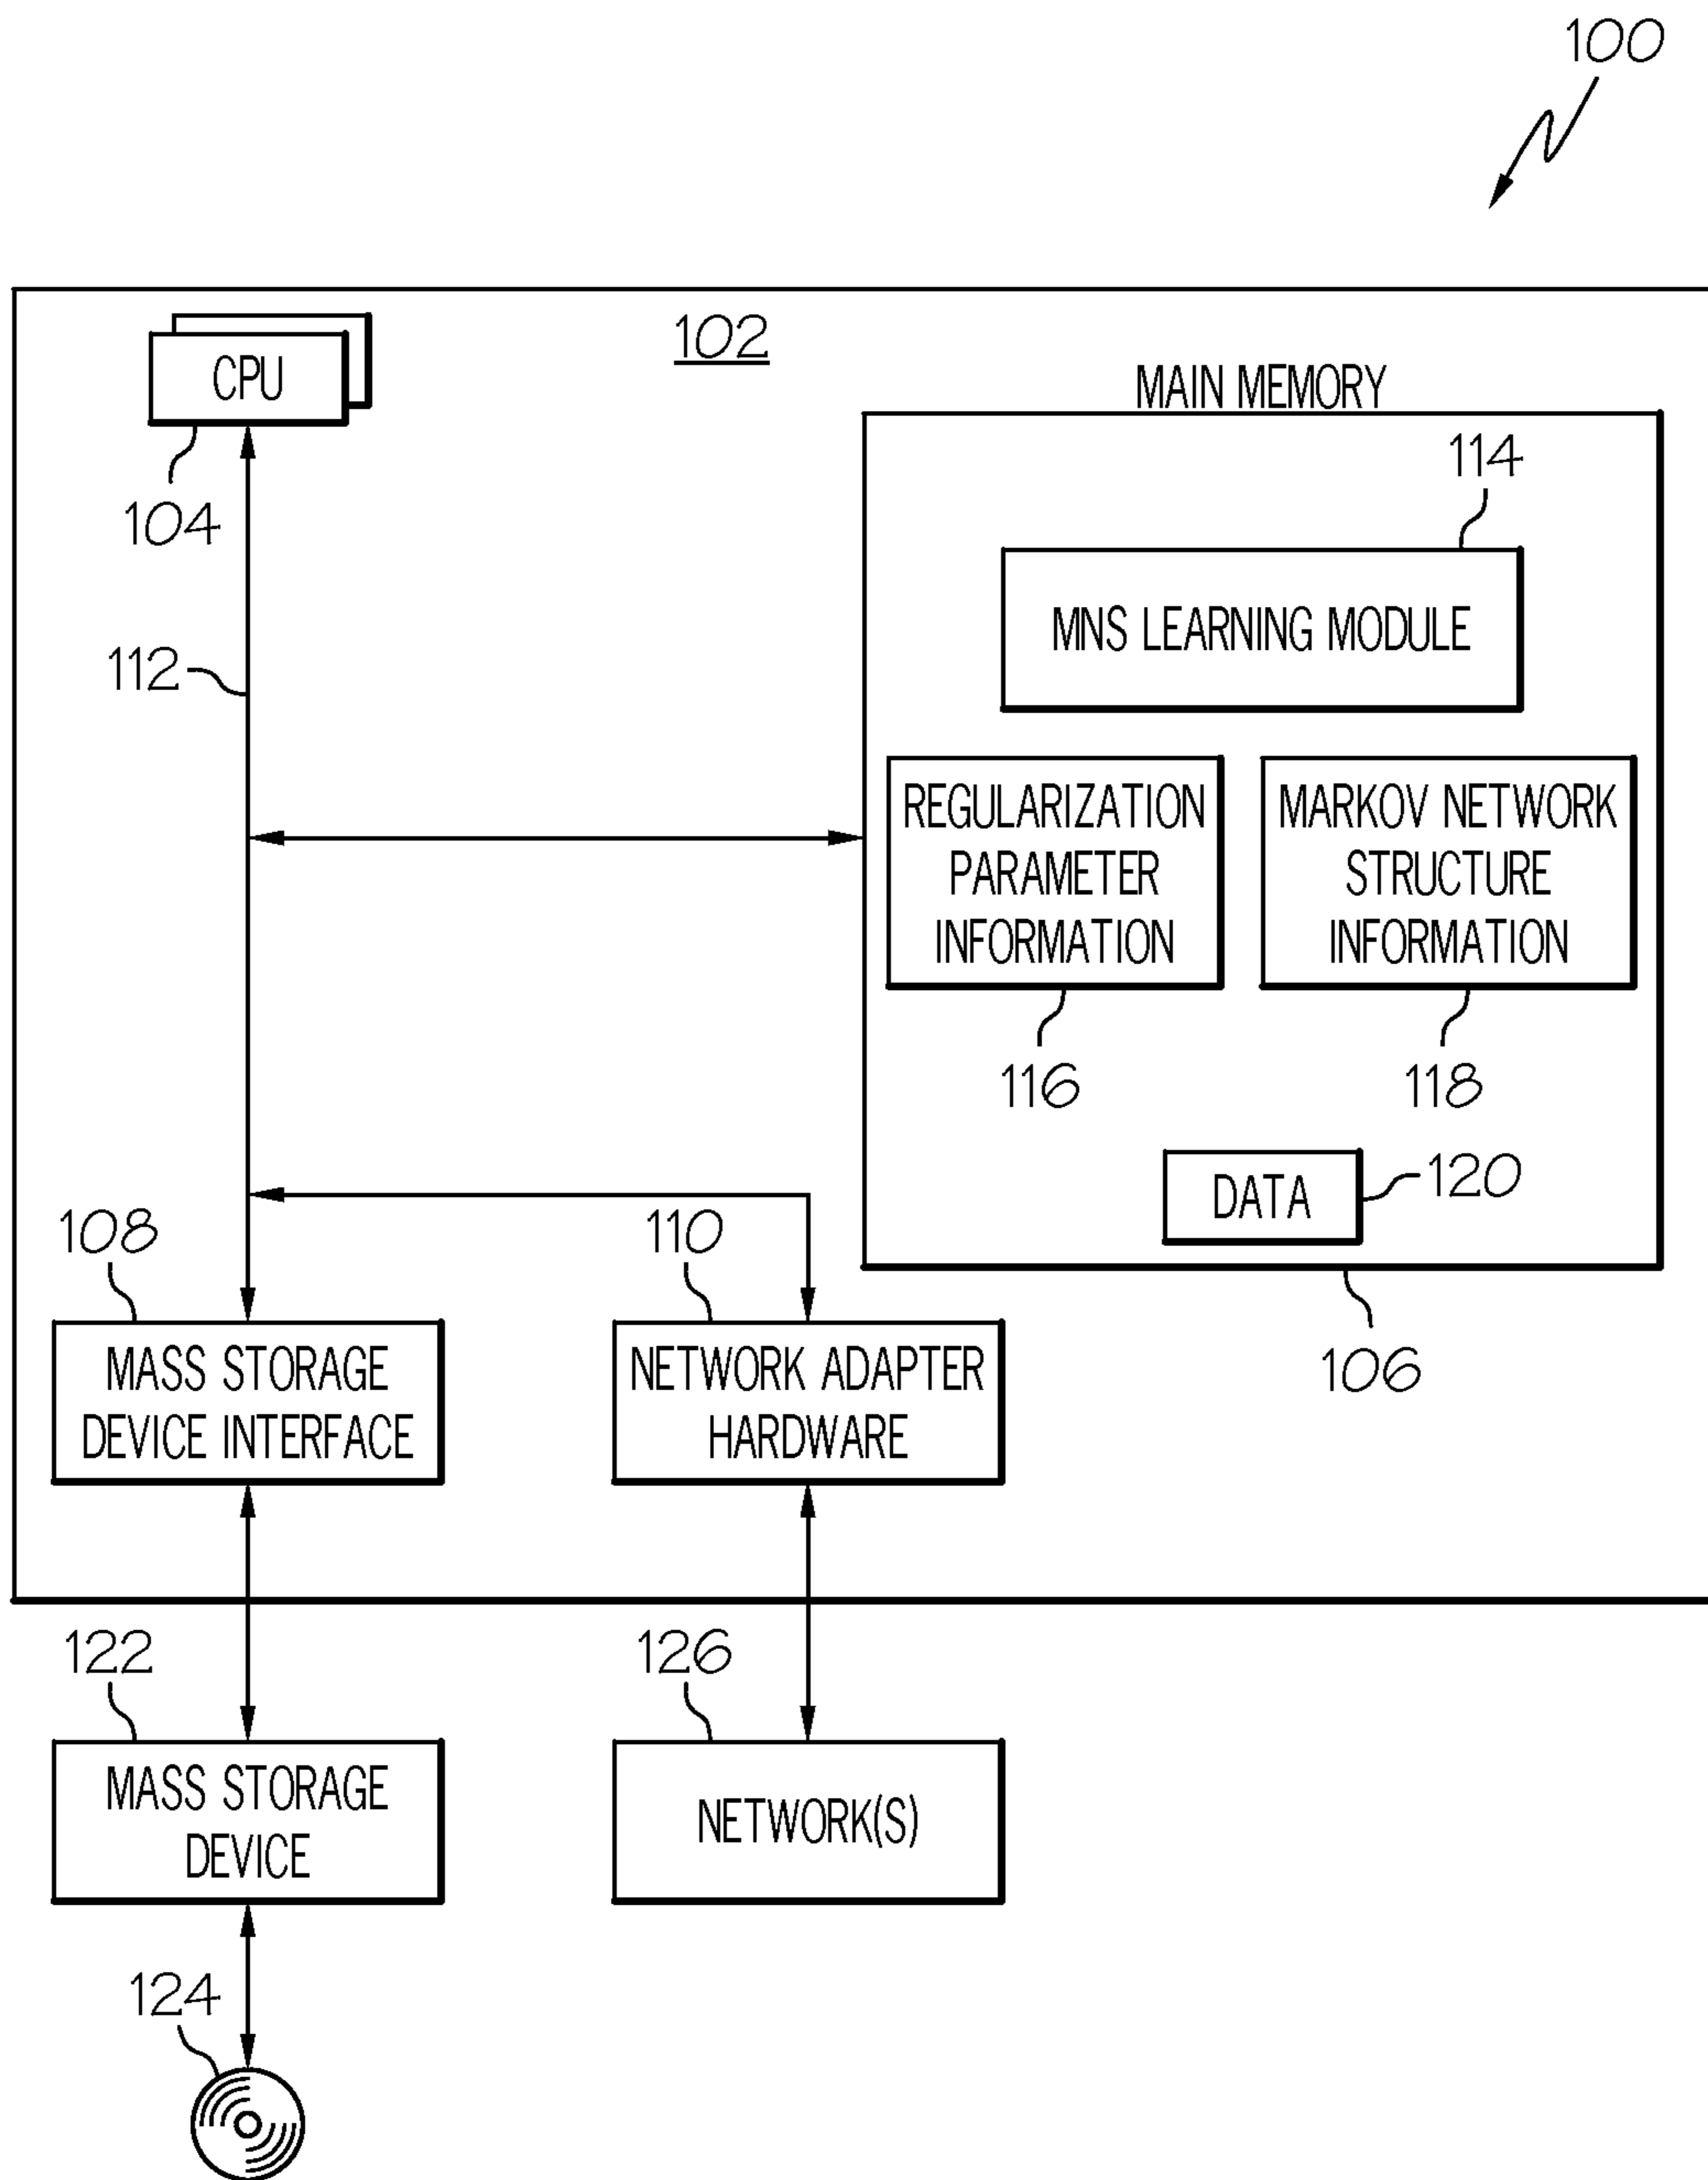 100
102
CPU
104
MAIN MEMORY
114
MNS LEARNING MODULE
112
REGULARIZATION
PARAMETER
INFORMATION
MARKOV NETWORK
STRUCTURE
INFORMATION
116
118
DATA
120
106
108
110
MASS STORAGE
DEVICE INTERFACE
NETWORK ADAPTER
HARDWARE
122
126
MASS STORAGE
DEVICE
NETWORK(S)
124